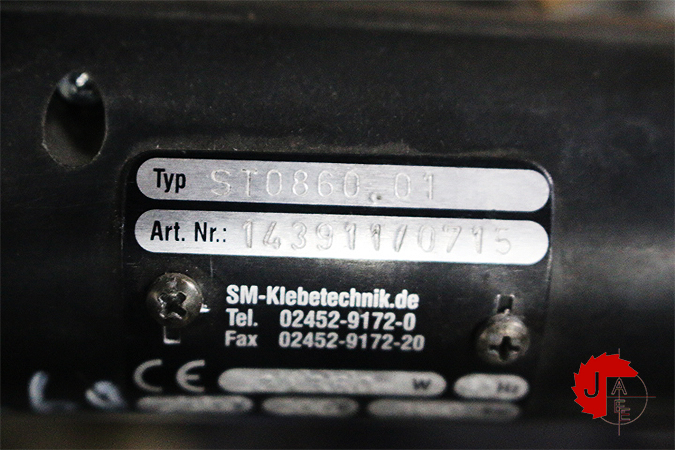 Typ ST0860.01
Art. Nr.: 143911/0715
SM-Klebetechnik.de
Tel. 02452-9172-0
Fax 02452-9172-20
CE W Hz
J